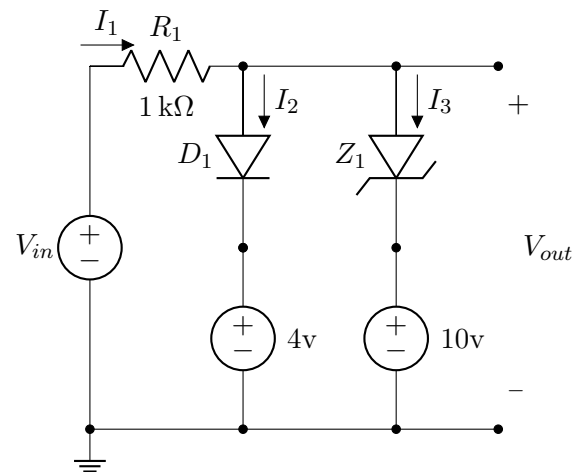 I1
R1
1 kΩ
I2
I3
+
D1
Z1
Vin
+
−
Vout
+
−
4v
+
−
10v
−